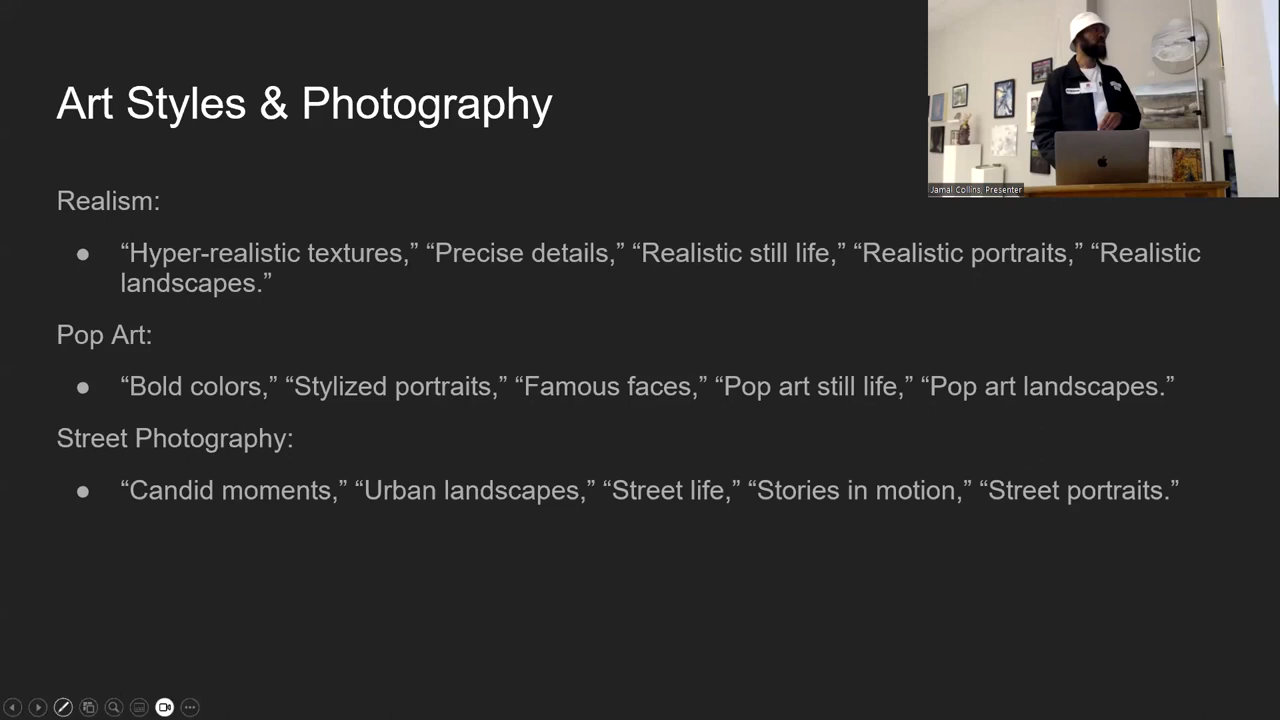 Art Styles & Photography
Jamal Collins, Presenter
Realism:
● “Hyper-realistic textures,” “Precise details,” “Realistic still life,” “Realistic portraits,” “Realistic
landscapes.”
Pop Art:
● “Bold colors,” “Stylized portraits,” “Famous faces,” “Pop art still life,” “Pop art landscapes.”
Street Photography:
● “Candid moments,” “Urban landscapes,” “Street life,” “Stories in motion,” “Street portraits.”